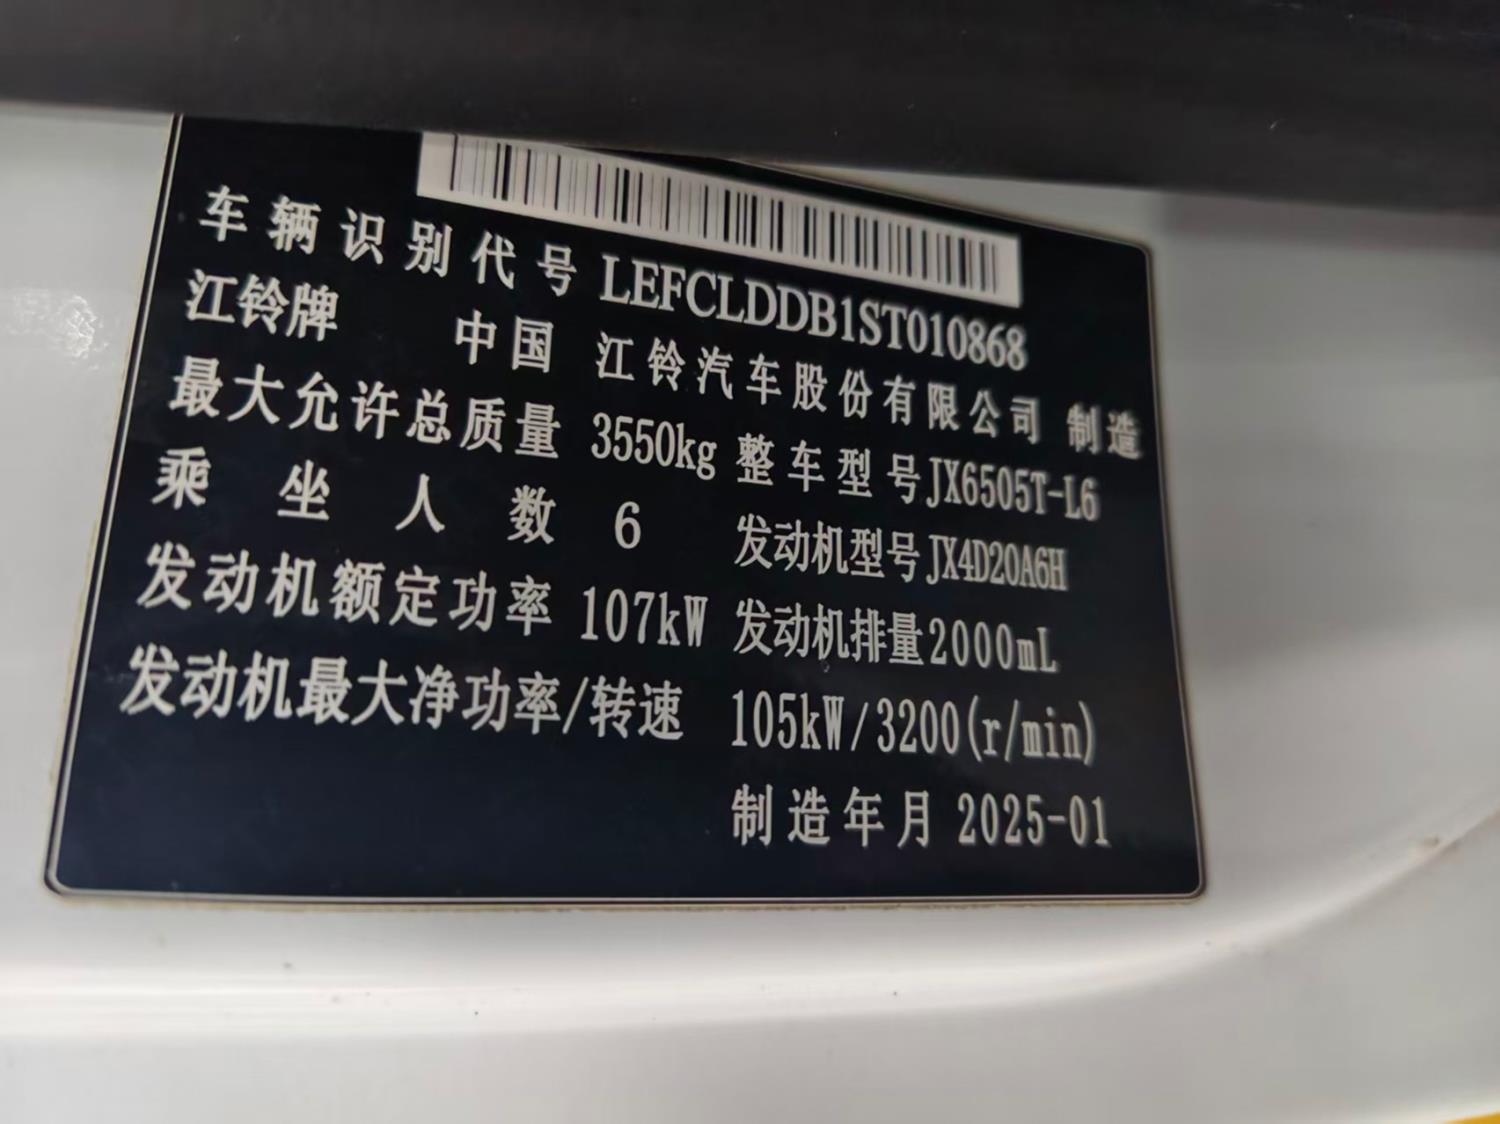 车辆识别代号 LEFCLDDB1ST010868
江铃牌 中国 江铃汽车股份有限公司 制造
最大允许总质量 3550kg 整车型号 JX6505T-L6
乘坐人数 6 发动机型号 JX4D20A6H
发动机额定功率 107kW 发动机排量 2000mL
发动机最大净功率/转速 105kW/3200(r/min)
制造年月 2025-01